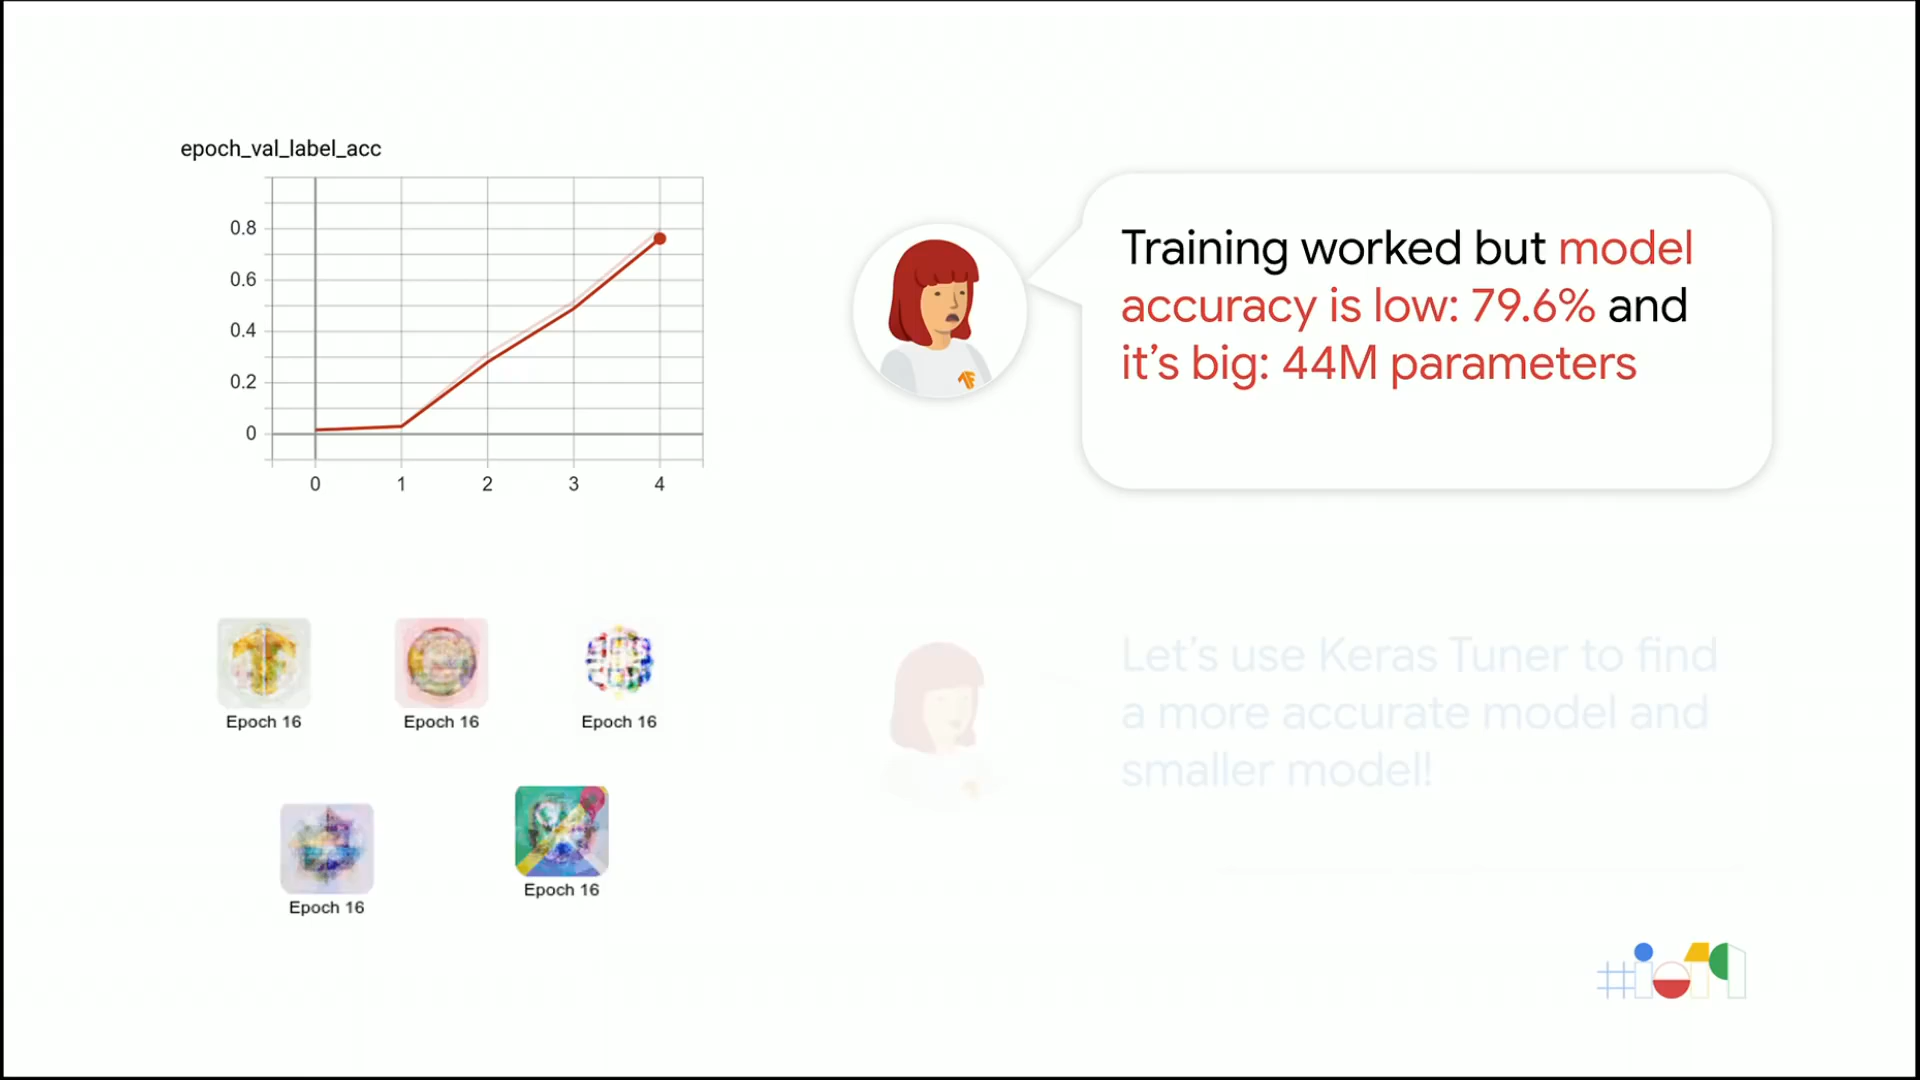 epoch_val_label_acc
0.8
0.6
0.4
0.2
0
0 1 2 3 4
Training worked but model
accuracy is low: 79.6% and
it's big: 44M parameters
Epoch 16 Epoch 16 Epoch 16
Epoch 16 Epoch 16
Let's use Keras Tuner to find
a more accurate model and
smaller model!
#io19